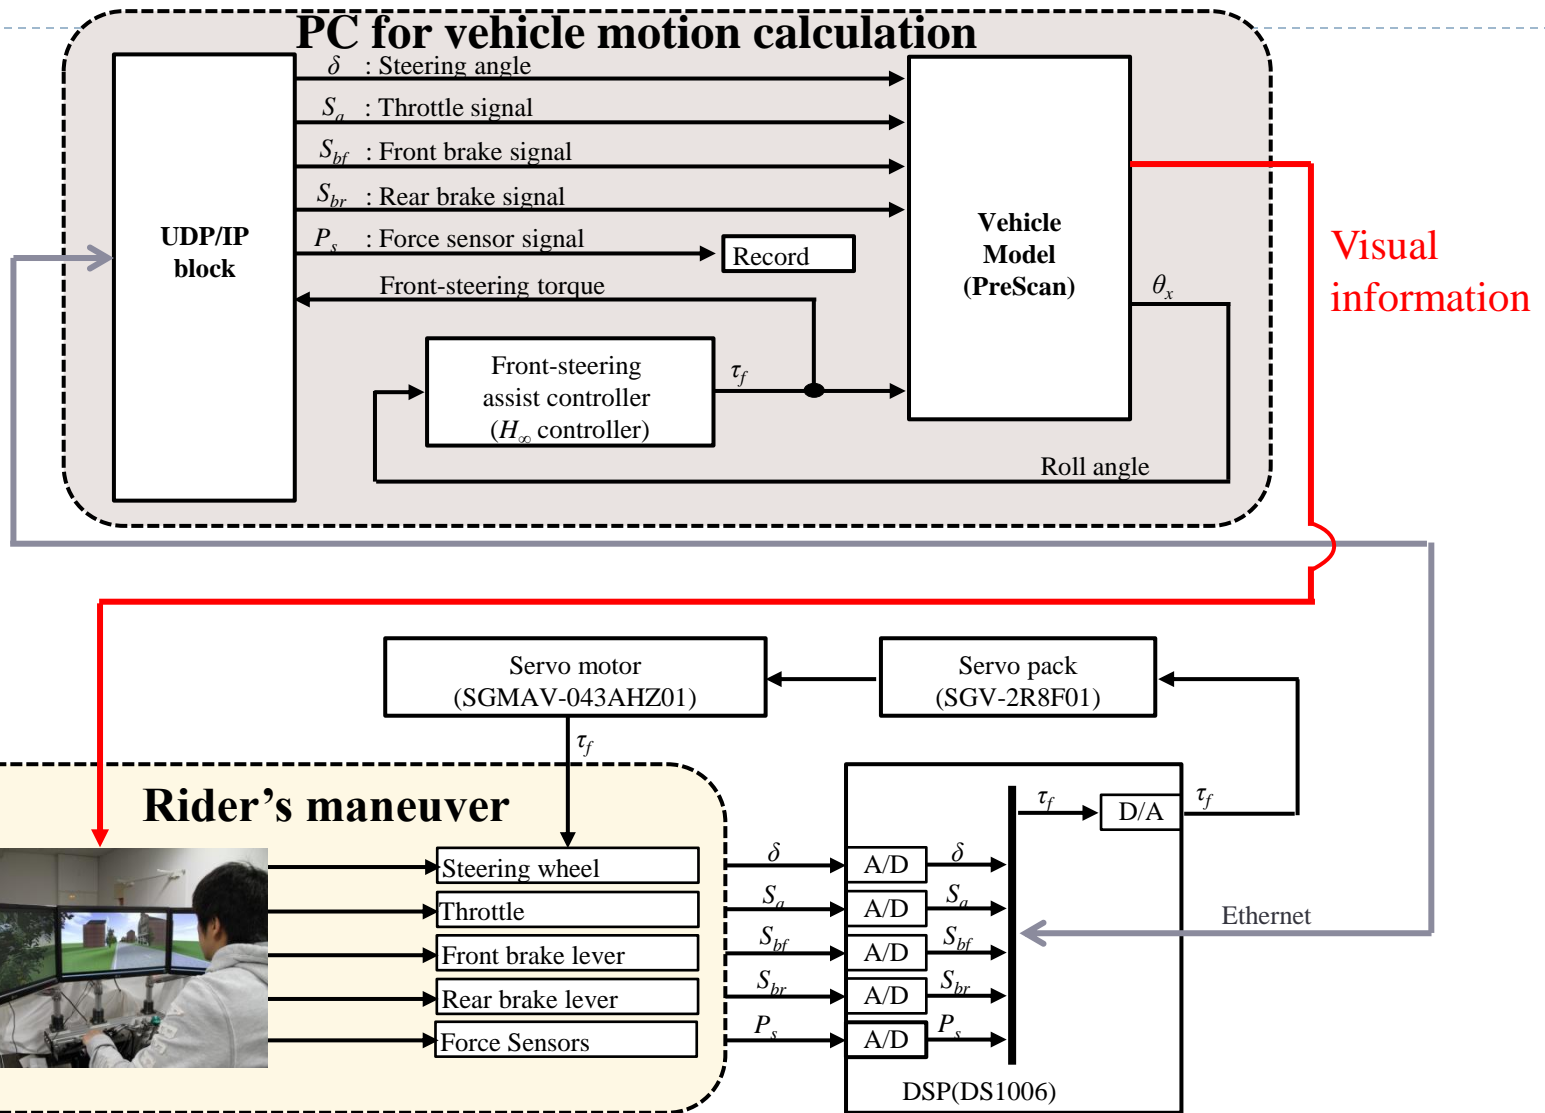 PC for vehicle motion calculation
δ : Steering angle
Sa : Throttle signal
Sbf : Front brake signal
Sbr : Rear brake signal
Ps : Force sensor signal
Record
Front-steering torque
UDP/IP
block
Vehicle
Model
(PreScan)
θx
Visual
information
Front-steering
assist controller
(H∞ controller)
τf
Roll angle
Servo motor
(SGMAV-043AHZ01)
Servo pack
(SGV-2R8F01)
τf
Rider’s maneuver
τf
D/A
τf
Steering wheel
δ
A/D
δ
Throttle
Sa
A/D
Sa
Ethernet
Front brake lever
Sbf
A/D
Sbf
Rear brake lever
Sbr
A/D
Sbr
Force Sensors
Ps
A/D
Ps
DSP(DS1006)